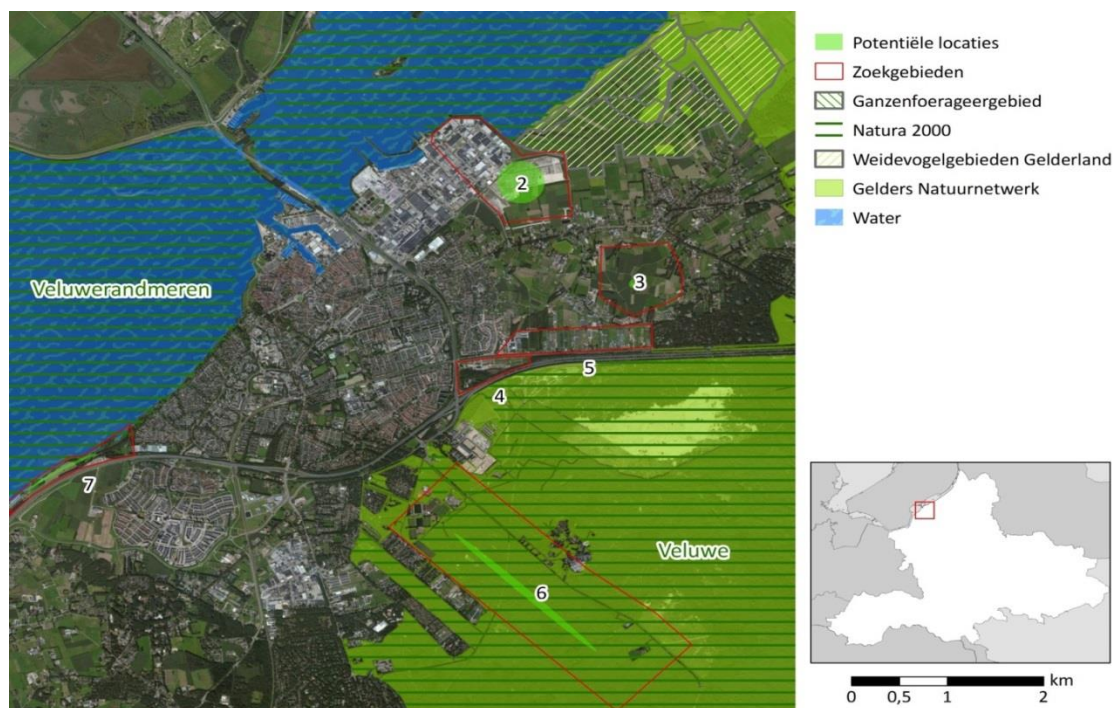 Potentiële locaties
Zoekgebieden
Ganzenfoerageergebied
Natura 2000
Weidevogelgebieden Gelderland
Gelders Natuurnetwerk
Water
2
3
Veluwerandmeren
5
4
7
Veluwe
6
km
0 0,5 1 2